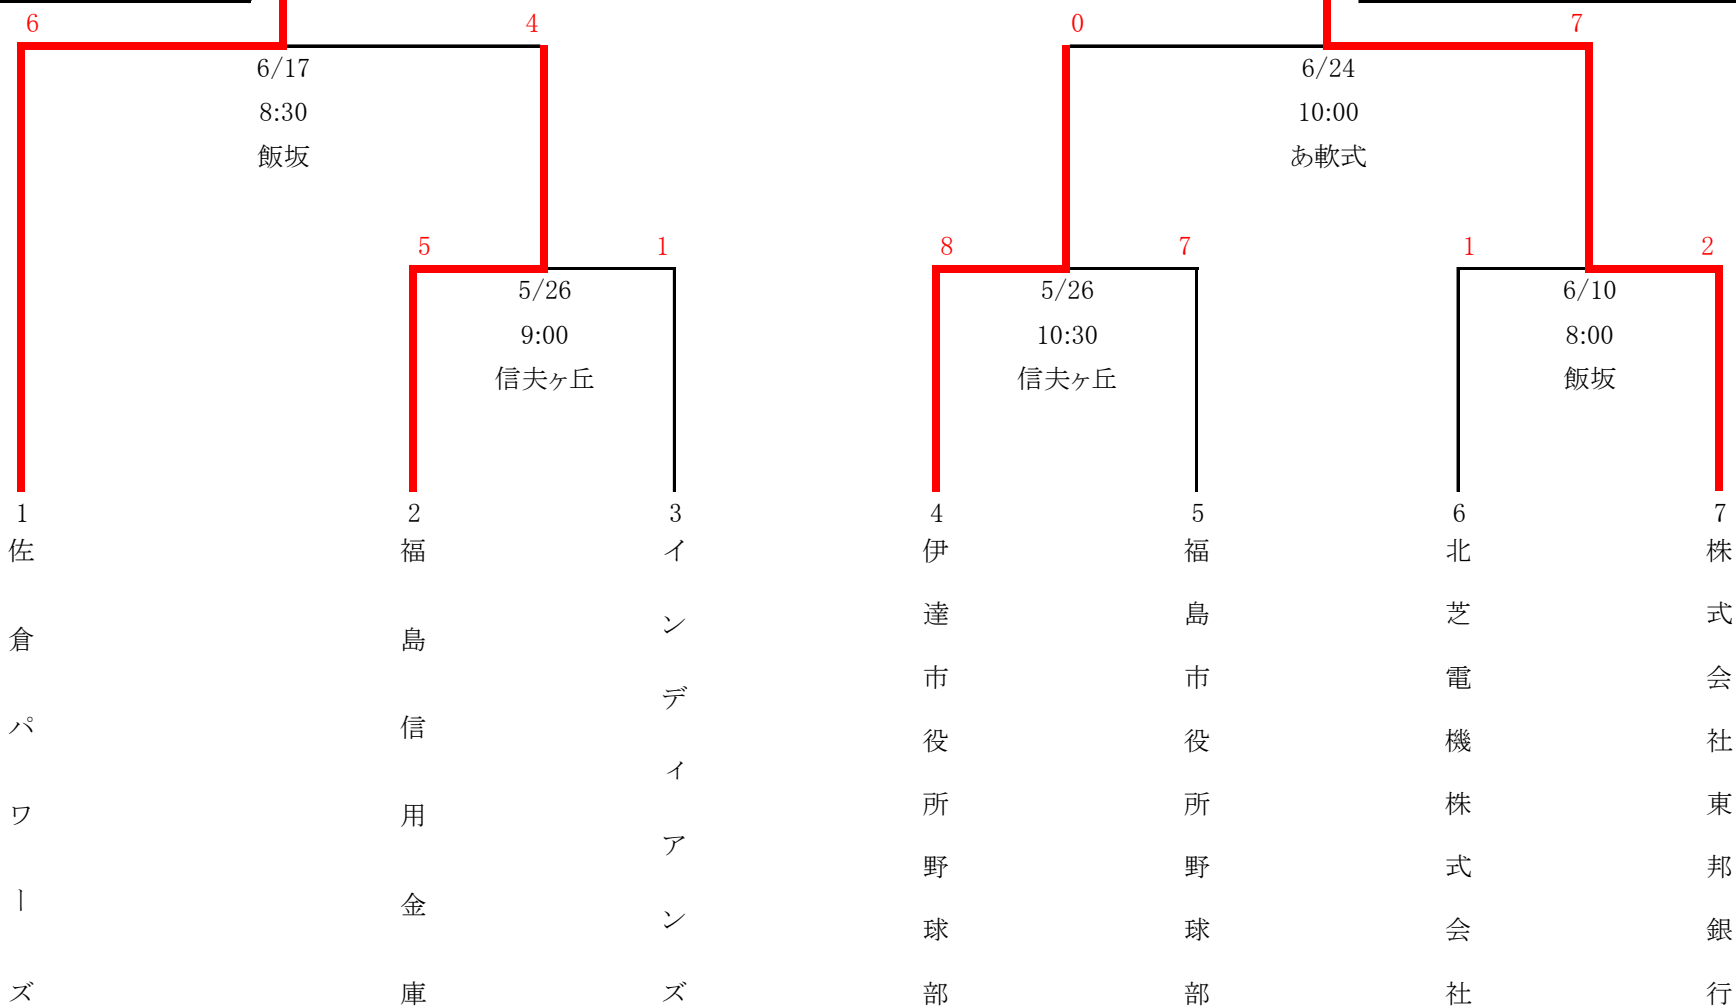 6 4 0 7
6/17
8:30
飯坂
6/24
10:00
あ軟式
5 1 8 7 1 2
5/26
9:00
信夫ヶ丘
5/26
10:30
信夫ヶ丘
6/10
8:00
飯坂
1
佐倉パワーズ
2
福島信用金庫
3
インディアンズ
4
伊達市役所野球部
5
福島市役所野球部
6
北芝電機株式会社
7
株式会社東邦銀行